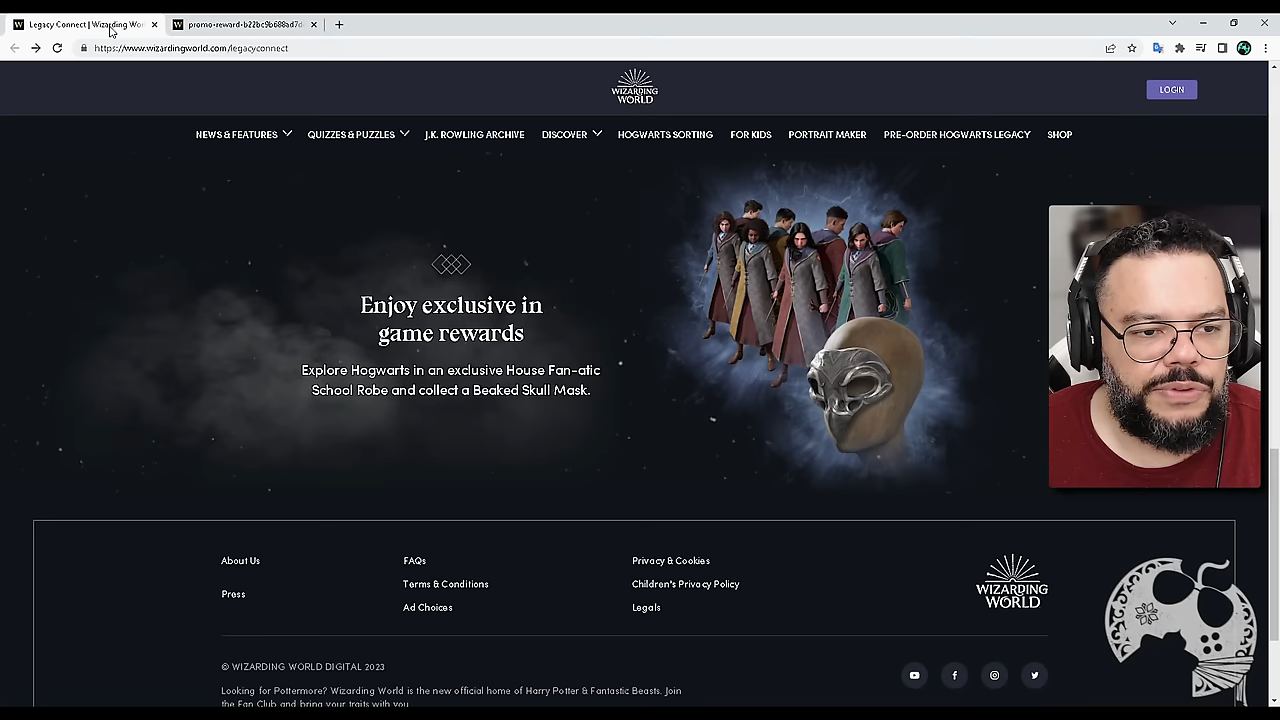 Legacy Connect | Wizarding Wor
promo-reward-b22bc9b688ad7d
https://www.wizardingworld.com/legacyconnect
WIZARDING
WORLD
LOGIN
NEWS & FEATURES QUIZZES & PUZZLES J.K. ROWLING ARCHIVE DISCOVER HOGWARTS SORTING FOR KIDS PORTRAIT MAKER PRE-ORDER HOGWARTS LEGACY SHOP
Enjoy exclusive in
game rewards
Explore Hogwarts in an exclusive House Fan-atic
School Robe and collect a Beaked Skull Mask.
About Us
Press
FAQs
Terms & Conditions
Ad Choices
Privacy & Cookies
Children's Privacy Policy
Legals
WIZARDING
WORLD
© WIZARDING WORLD DIGITAL 2023
Looking for Pottermore? Wizarding World is the new official home of Harry Potter & Fantastic Beasts. Join
the Fan Club and bring your traits with you